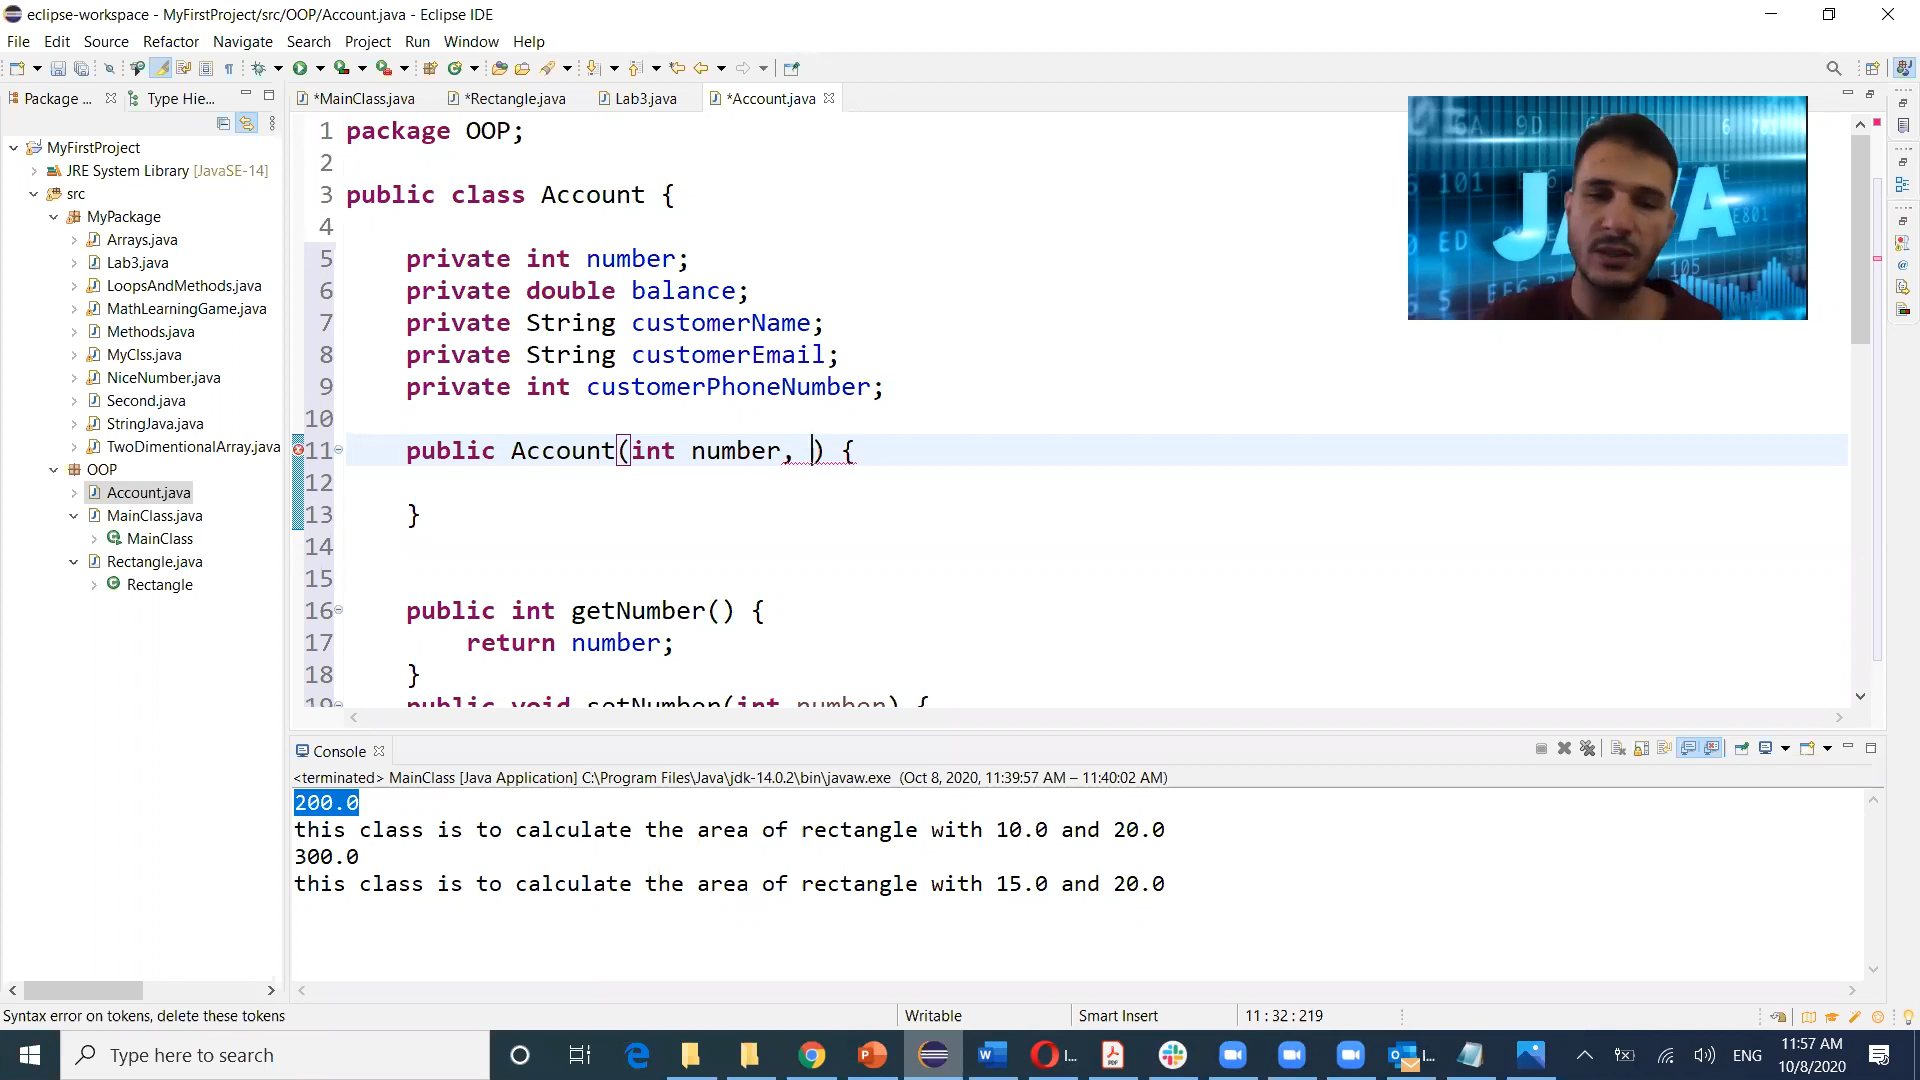 eclipse-workspace - MyFirstProject/src/OOP/Account.java - Eclipse IDE
File Edit Source Refactor Navigate Search Project Run Window Help
Package ... Type Hie...
*MainClass.java *Rectangle.java Lab3.java *Account.java
MyFirstProject
JRE System Library [JavaSE-14]
src
MyPackage
Arrays.java
Lab3.java
LoopsAndMethods.java
MathLearningGame.java
Methods.java
MyClss.java
NiceNumber.java
Second.java
StringJava.java
TwoDimentionalArray.java
OOP
Account.java
MainClass.java
MainClass
Rectangle.java
Rectangle
1 package OOP;
2
3 public class Account {
4
5 private int number;
6 private double balance;
7 private String customerName;
8 private String customerEmail;
9 private int customerPhoneNumber;
10
11 public Account(int number, ) {
12
13 }
14
15
16 public int getNumber() {
17 return number;
18 }
19 public void setNumber(int number) {
JAVA
Console
<terminated> MainClass [Java Application] C:\Program Files\Java\jdk-14.0.2\bin\javaw.exe (Oct 8, 2020, 11:39:57 AM – 11:40:02 AM)
200.0
this class is to calculate the area of rectangle with 10.0 and 20.0
300.0
this class is to calculate the area of rectangle with 15.0 and 20.0
Syntax error on tokens, delete these tokens Writable Smart Insert 11 : 32 : 219
Type here to search
I... I...
ENG
11:57 AM
10/8/2020